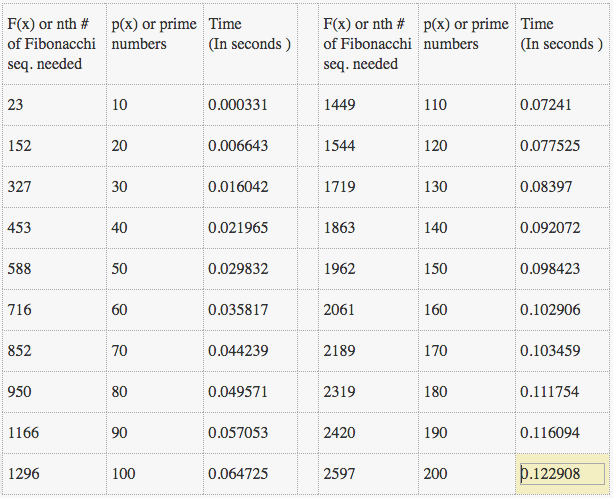 F(x) or nth # p(x) or prime Time F(x) or nth # p(x) or prime Time
of Fibonacci numbers (In seconds ) of Fibonacci numbers (In seconds )
seq. needed seq. needed
23 10 0.000331 1449 110 0.07241
152 20 0.006643 1544 120 0.077525
327 30 0.016042 1719 130 0.08397
453 40 0.021965 1863 140 0.092072
588 50 0.029832 1962 150 0.098423
716 60 0.035817 2061 160 0.102906
852 70 0.044239 2189 170 0.103459
950 80 0.049571 2319 180 0.111754
1166 90 0.057053 2420 190 0.116094
1296 100 0.064725 2597 200 0.122908